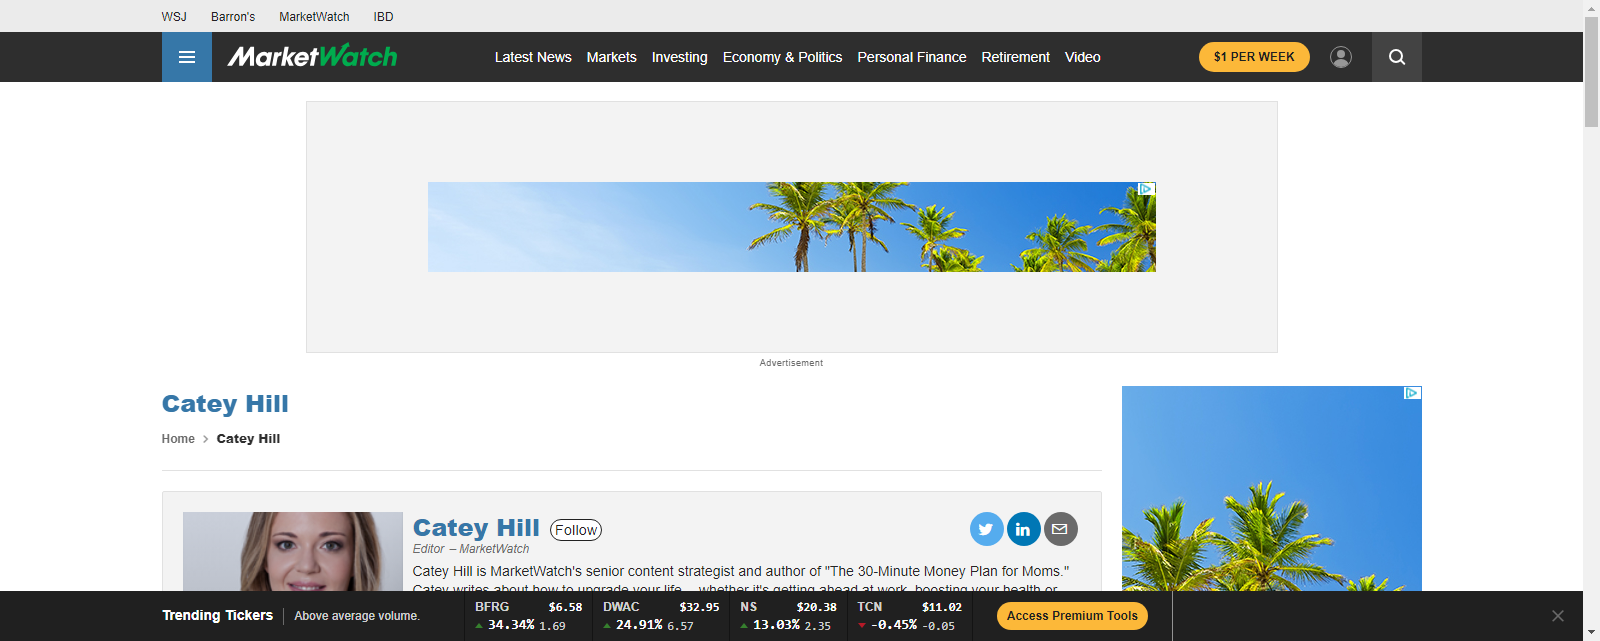 WSJ Barron's MarketWatch IBD
MarketWatch Latest News Markets Investing Economy & Politics Personal Finance Retirement Video $1 PER WEEK
Advertisement
Catey Hill
Home > Catey Hill
Catey Hill Follow
Editor – MarketWatch
Catey Hill is MarketWatch's senior content strategist and author of "The 30-Minute Money Plan for Moms."
Catey writes about how to upgrade your life — whether it's getting ahead at work, boosting your health or
Trending Tickers Above average volume.
BFRG $6.58
34.34% 1.69
DWAC $32.95
24.91% 6.57
NS $20.38
13.03% 2.35
TCN $11.02
-0.45% -0.05
Access Premium Tools